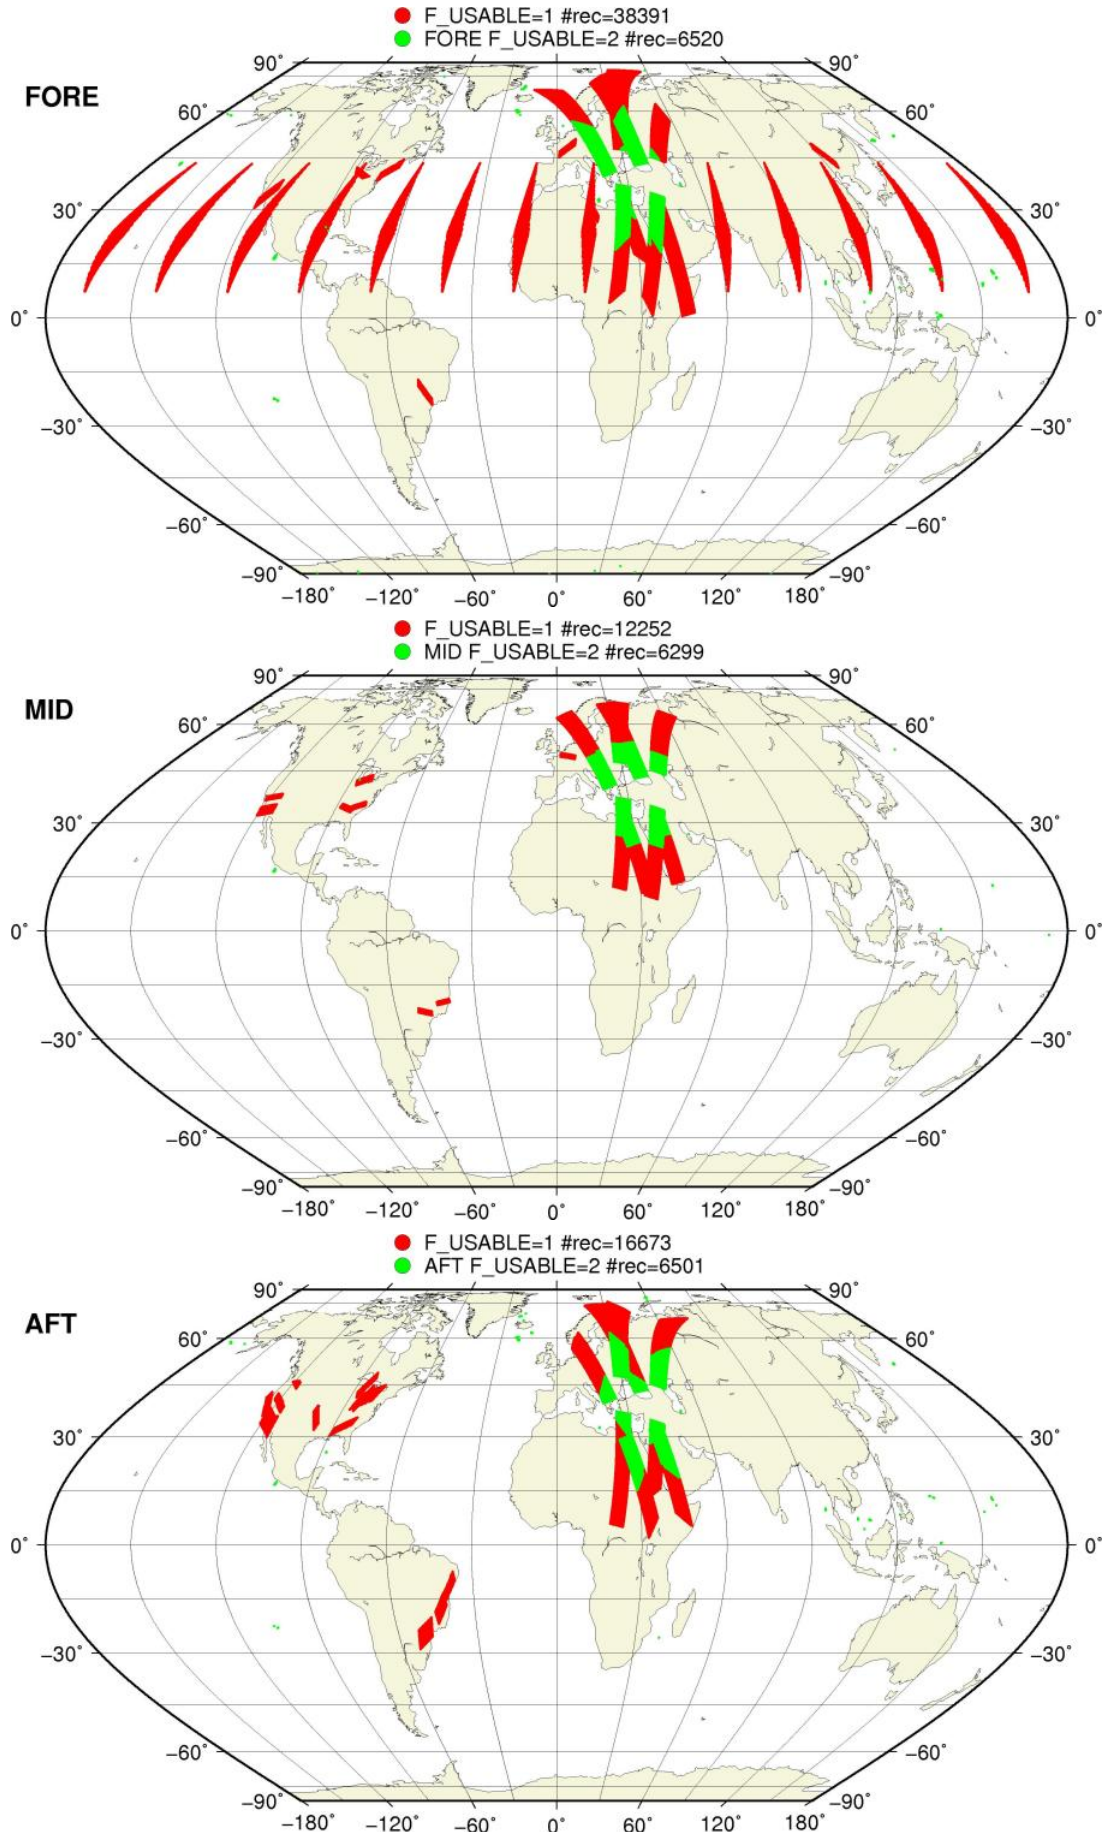 F_USABLE=1 #rec=38391
FORE F_USABLE=2 #rec=6520
FORE
90° 90°
60° 60°
30° 30°
0° 0°
−30° −30°
−60° −60°
−90° −90°
−180° −120° −60° 0° 60° 120° 180°
F_USABLE=1 #rec=12252
MID F_USABLE=2 #rec=6299
MID
90° 90°
60° 60°
30° 30°
0° 0°
−30° −30°
−60° −60°
−90° −90°
−180° −120° −60° 0° 60° 120° 180°
F_USABLE=1 #rec=16673
AFT F_USABLE=2 #rec=6501
AFT
90° 90°
60° 60°
30° 30°
0° 0°
−30° −30°
−60° −60°
−90° −90°
−180° −120° −60° 0° 60° 120° 180°